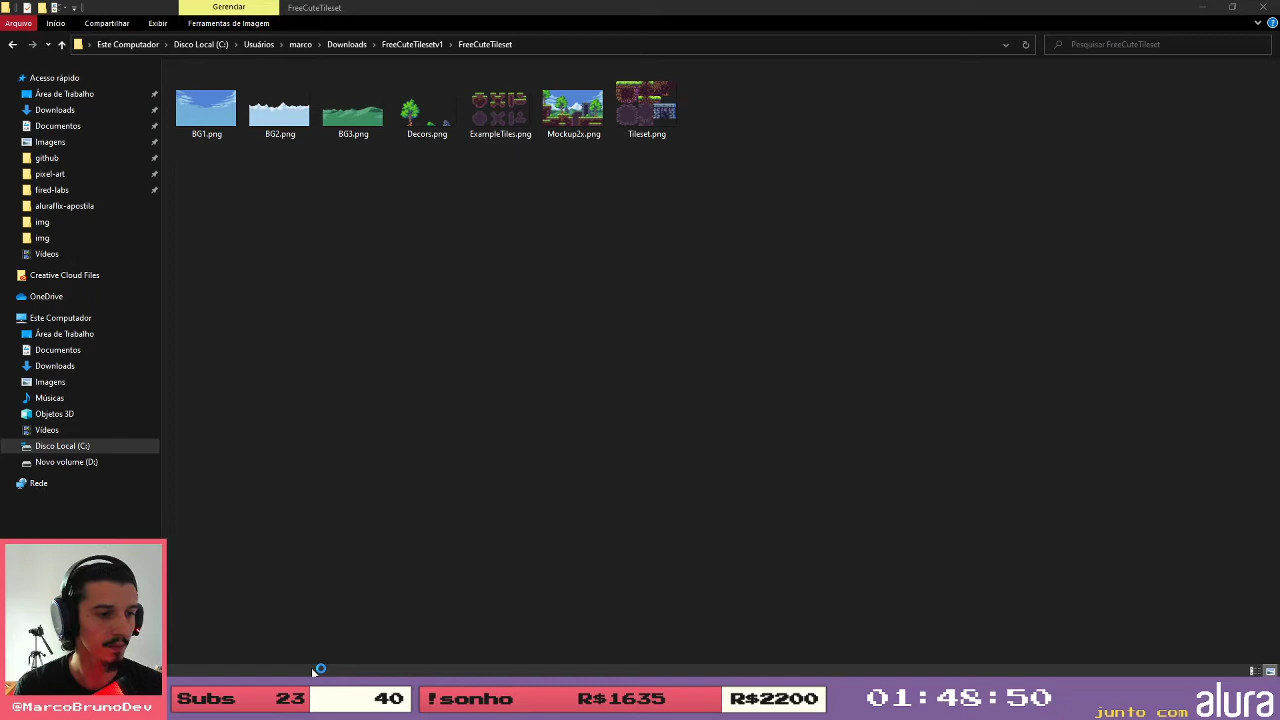 Gerenciar FreeCuteTileset
Arquivo Início Compartilhar Exibir Ferramentas de Imagem
Este Computador Disco Local (C:) Usuários marco Downloads FreeCuteTilesetv1 FreeCuteTileset Pesquisar FreeCuteTileset
Acesso rápido
Área de Trabalho
Downloads
Documentos
Imagens
github
pixel-art
fired-labs
aluraflix-apostila
img
img
Vídeos
Creative Cloud Files
OneDrive
Este Computador
Área de Trabalho
Documentos
Downloads
Imagens
Músicas
Objetos 3D
Vídeos
Disco Local (C:)
Novo volume (D:)
Rede
BG1.png BG2.png BG3.png Decors.png ExampleTiles.png Mockup2x.png Tileset.png
@MarcoBrunoDev
Subs 23 40 !sonho R$1635 R$2200 01:48:50 junto com alura